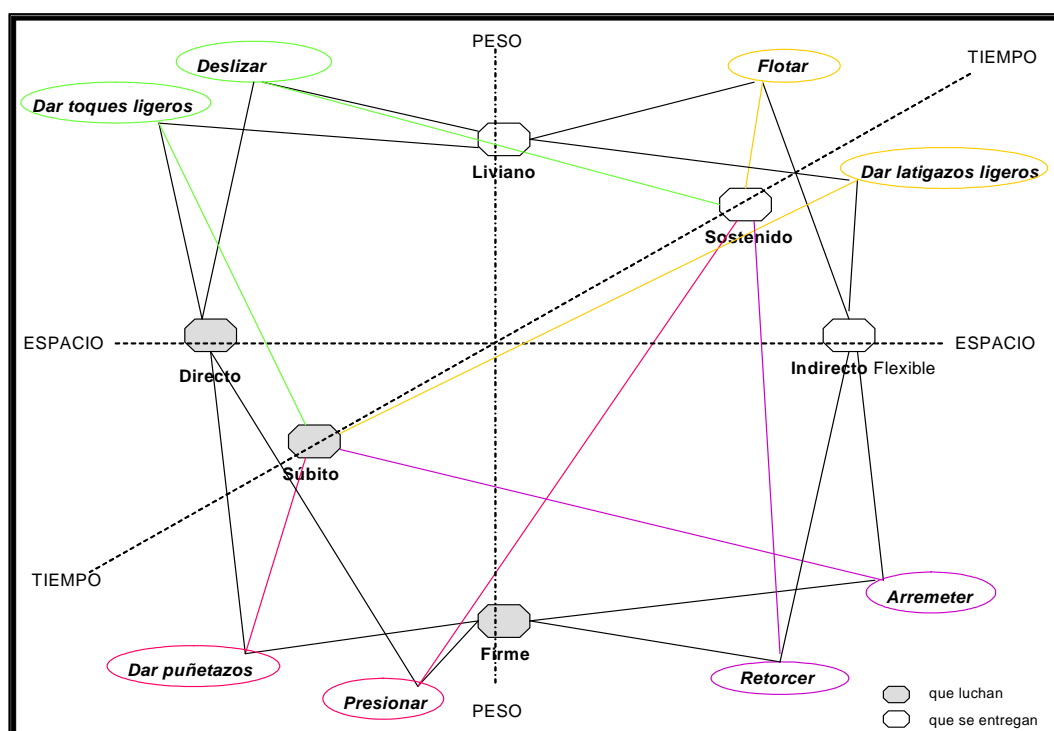 PESO
TIEMPO
Deslizar
Flotar
Dar toques ligeros
Liviano
Dar latigazos ligeros
Sostenido
ESPACIO
ESPACIO
Directo
Indirecto Flexible
Súbito
TIEMPO
Arremeter
Firme
Dar puñetazos
Retorcer
Presionar
PESO
que luchan
que se entregan